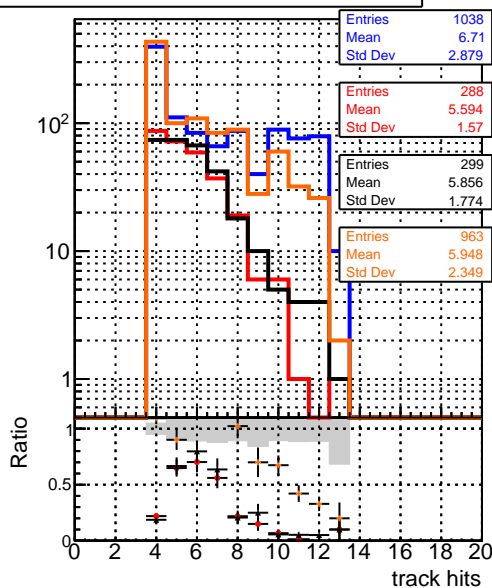 Entries 1038
Mean 6.71
Std Dev 2.879
Entries 288
Mean 5.594
Std Dev 1.57
Entries 299
Mean 5.856
Std Dev 1.774
Entries 963
Mean 5.948
Std Dev 2.349
10²
10
1
Ratio
1
0.5
0
0 2 4 6 8 10 12 14 16 18 20
track hits